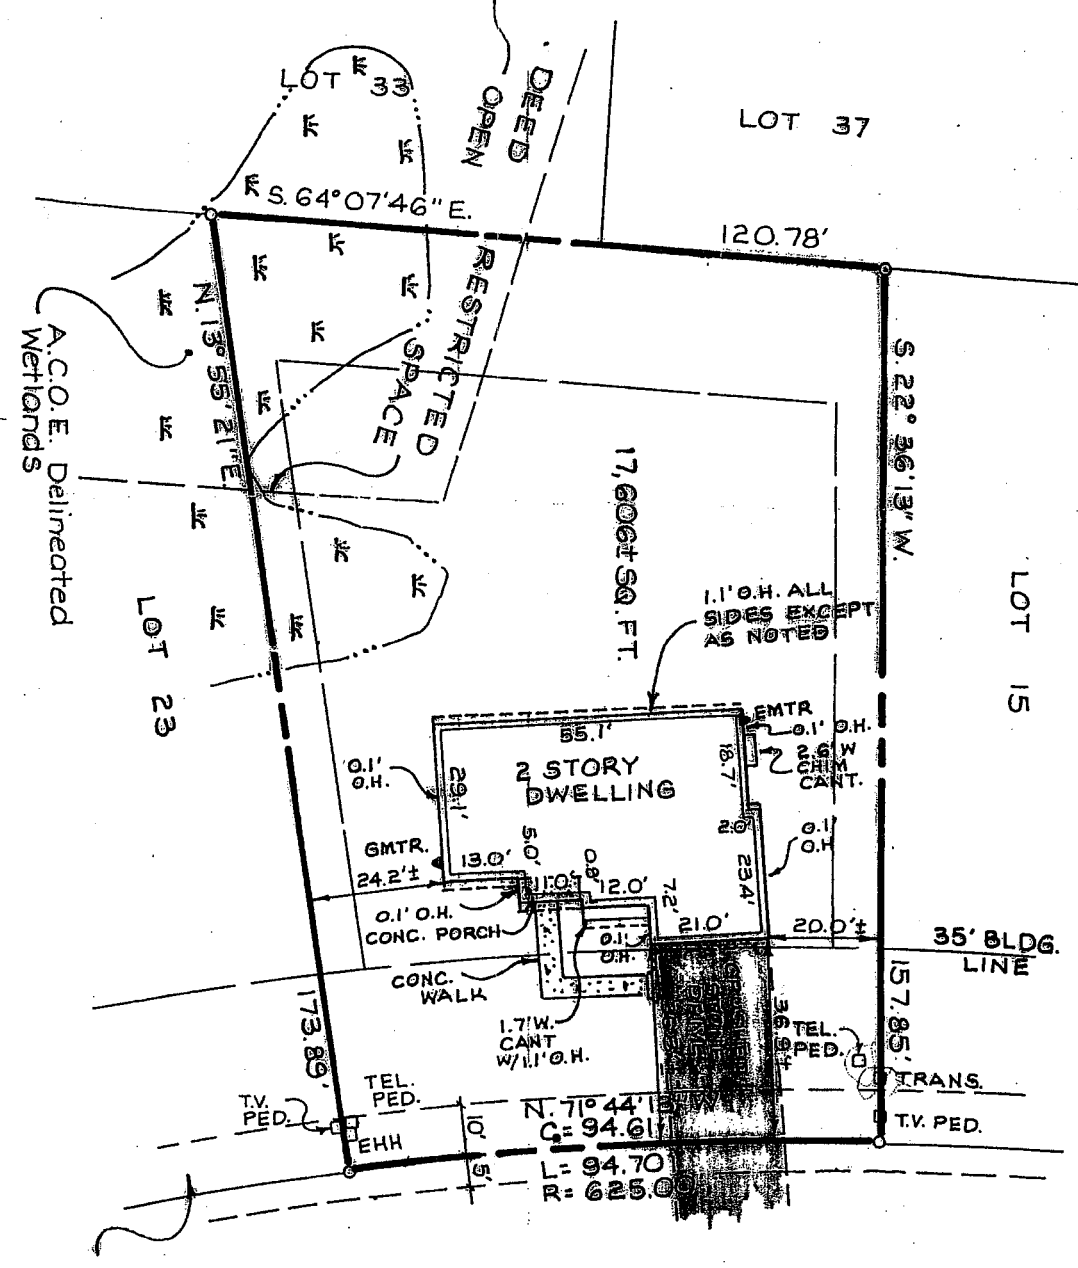 LOT 33
DEED
OPEN
LOT 37
S. 64° 07' 46" E.
120.78'
RESTRICTED
SPACE
N. 13° 55' 21" E.
S. 22° 36' 13" W.
A.C.O.E. Delineated
Wetlands
17,606± SQ. FT.
LOT 15
LOT 23
1.1' O.H. ALL
SIDES EXCEPT
AS NOTED
EMTR
0.1' O.H.
2.6' W
CHIM
CANT.
55.1'
18.7'
2 STORY
DWELLING
0.1'
O.H.
29.1'
2.0
0.1'
O.H
GMTR.
13.0'
5.0'
0.8'
23.4'
24.2'±
11.0'
12.0'
7.2'
21.0'
20.0'±
0.1' O.H.
CONC. PORCH
0.1'
O.H.
35' BLDG.
LINE
CONC.
WALK
1.7' W.
CANT
W/1.1' O.H.
36.9'±
TEL.
PED.
157.85'
173.89'
TRANS.
T.V. PED.
TEL.
PED.
T.V.
PED.
EHH
10'
5'
N. 71° 44' 
C = 94.61
L = 94.70
R = 625.00